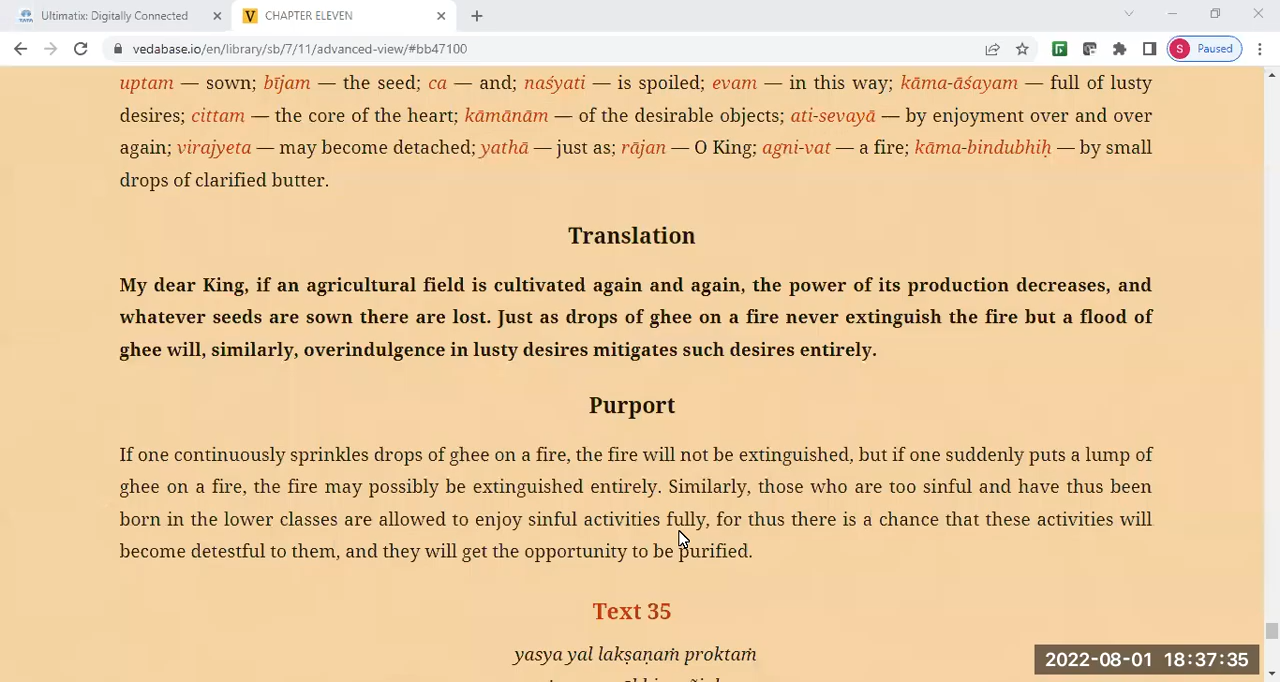 Ultimatix: Digitally Connected
CHAPTER ELEVEN
vedabase.io/en/library/sb/7/11/advanced-view/#bb47100
S Paused
uptam — sown; bījam — the seed; ca — and; naśyati — is spoiled; evam — in this way; kāma-āśayam — full of lusty
desires; cittam — the core of the heart; kāmānām — of the desirable objects; ati-sevayā — by enjoyment over and over
again; virajyeta — may become detached; yathā — just as; rājan — O King; agni-vat — a fire; kāma-bindubhiḥ — by small
drops of clarified butter.
Translation
My dear King, if an agricultural field is cultivated again and again, the power of its production decreases, and
whatever seeds are sown there are lost. Just as drops of ghee on a fire never extinguish the fire but a flood of
ghee will, similarly, overindulgence in lusty desires mitigates such desires entirely.
Purport
If one continuously sprinkles drops of ghee on a fire, the fire will not be extinguished, but if one suddenly puts a lump of
ghee on a fire, the fire may possibly be extinguished entirely. Similarly, those who are too sinful and have thus been
born in the lower classes are allowed to enjoy sinful activities fully, for thus there is a chance that these activities will
become detestful to them, and they will get the opportunity to be purified.
Text 35
yasya yal lakṣaṇaṁ proktaṁ
2022-08-01 18:37:35